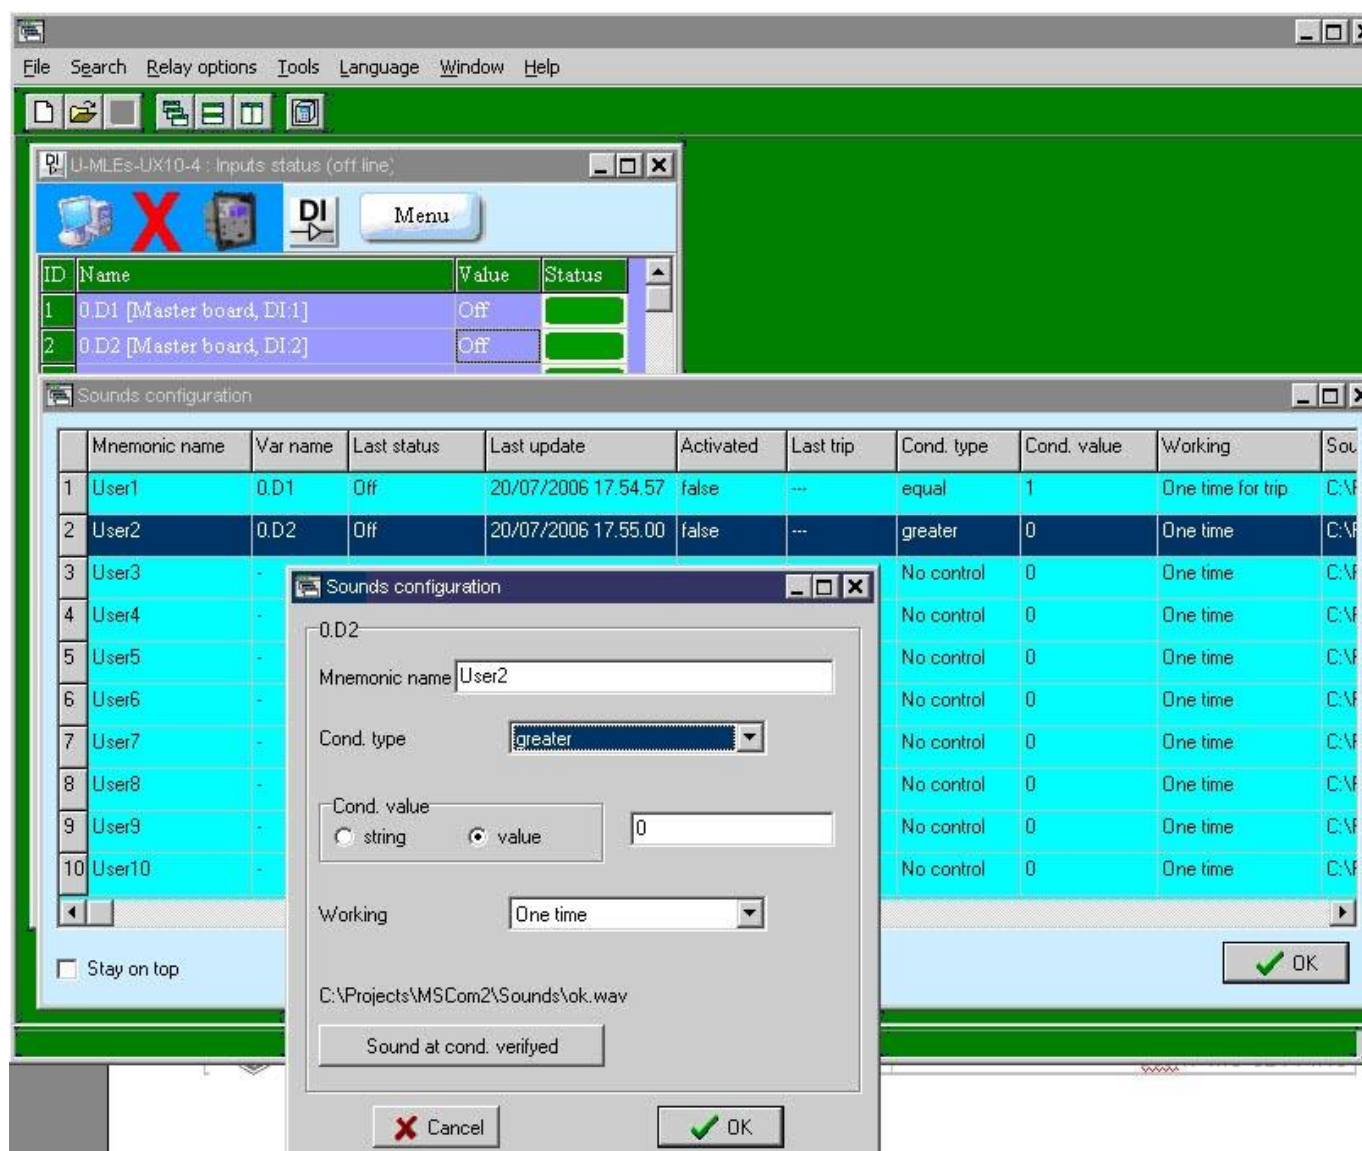 File Search Relay options Tools Language Window Help
U-MLEs-UX10-4 : Inputs status (off line)
DI Menu
ID Name Value Status
1 0.D1 [Master board, DI:1] Off
2 0.D2 [Master board, DI:2] Off
Sounds configuration
Mnemonic name Var name Last status Last update Activated Last trip Cond. type Cond. value Working
1 User1 0.D1 Off 20/07/2006 17.54.57 false --- equal 1 One time for trip
2 User2 0.D2 Off 20/07/2006 17.55.00 false --- greater 0 One time
3 User3 - No control 0 One time
4 User4 - No control 0 One time
5 User5 - No control 0 One time
6 User6 - No control 0 One time
7 User7 - No control 0 One time
8 User8 - No control 0 One time
9 User9 - No control 0 One time
10 User10 - No control 0 One time
Stay on top
OK
Sounds configuration
0.D2
Mnemonic name User2
Cond. type greater
Cond. value
string value 0
Working One time
C:\Projects\MSCom2\Sounds\ok.wav
Sound at cond. verifyed
Cancel OK